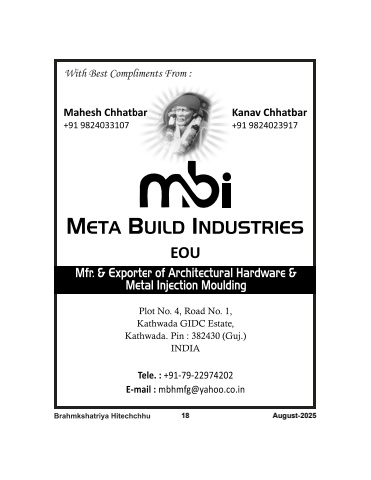 With Best Compliments From :
Mahesh Chhatbar
+91 9824033107
Kanav Chhatbar
+91 9824023917
mbi
META BUILD INDUSTRIES
EOU
Mfr. & Exporter of Architectural Hardware &
Metal Injection Moulding
Plot No. 4, Road No. 1,
Kathwada GIDC Estate,
Kathwada. Pin : 382430 (Guj.)
INDIA
Tele. : +91-79-22974202
E-mail : mbhmfg@yahoo.co.in
Brahmkshatriya Hitechchhu 18 August-2025